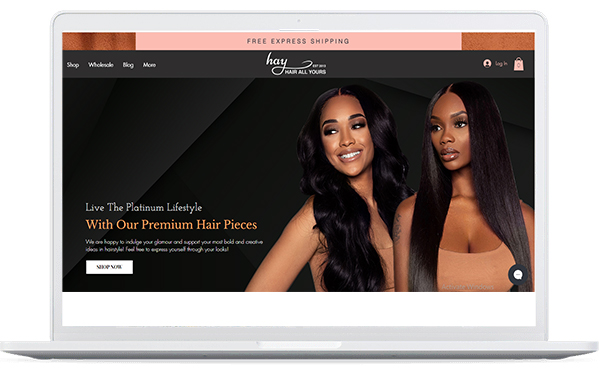 FREE EXPRESS SHIPPING
Shop Wholesale Blog More
hay
EST 2013
HAIR ALL YOURS
Log In
0
Live The Platinum Lifestyle
With Our Premium Hair Pieces
We are happy to indulge your glamour and support your most bold and creative
ideas in hairstyle! Feel free to express yourself through your looks!
SHOP NOW